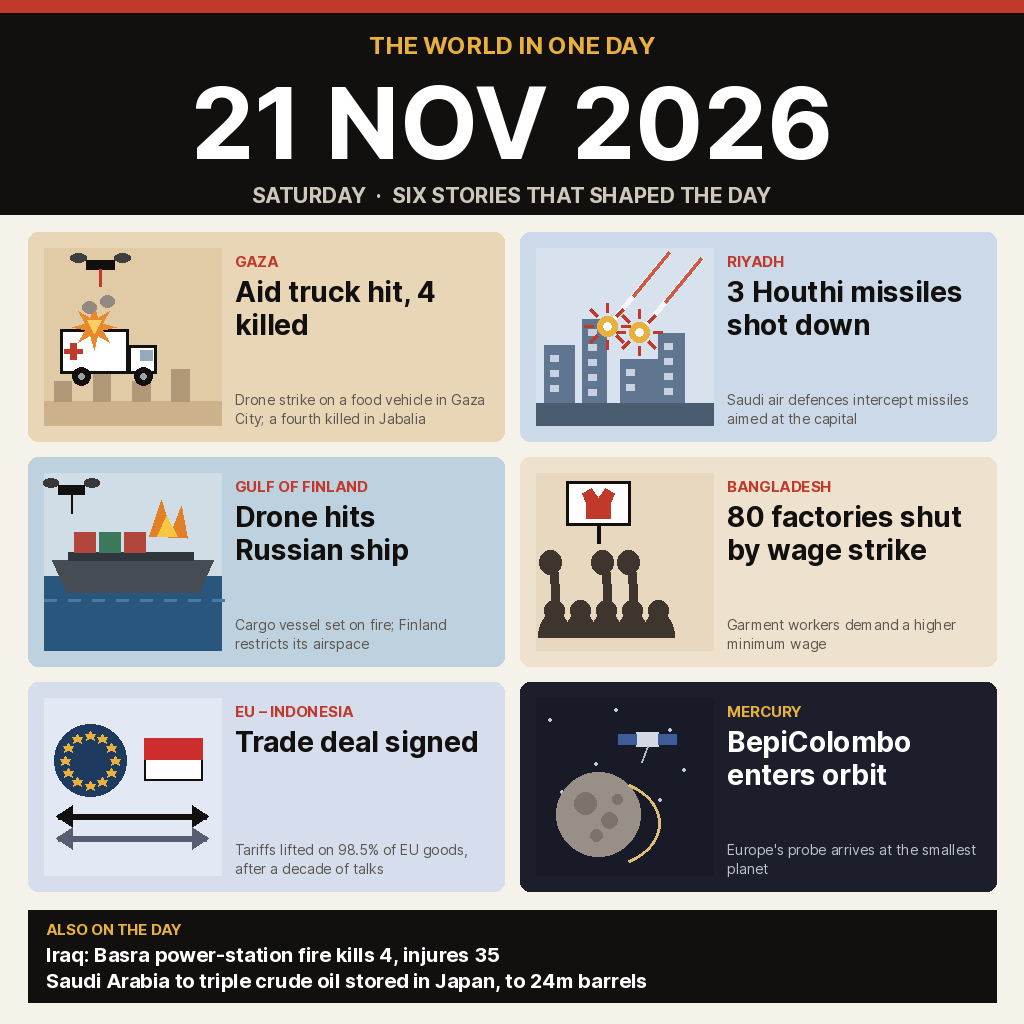 THE WORLD IN ONE DAY
21 NOV 2026
SATURDAY · SIX STORIES THAT SHAPED THE DAY
GAZA
Aid truck hit, 4
killed
Drone strike on a food vehicle in Gaza
City; a fourth killed in Jabalia
RIYADH
3 Houthi missiles
shot down
Saudi air defences intercept missiles
aimed at the capital
GULF OF FINLAND
Drone hits
Russian ship
Cargo vessel set on fire; Finland
restricts its airspace
BANGLADESH
80 factories shut
by wage strike
Garment workers demand a higher
minimum wage
EU – INDONESIA
Trade deal signed
Tariffs lifted on 98.5% of EU goods,
after a decade of talks
MERCURY
BepiColombo
enters orbit
Europe's probe arrives at the smallest
planet
ALSO ON THE DAY
Iraq: Basra power-station fire kills 4, injures 35
Saudi Arabia to triple crude oil stored in Japan, to 24m barrels